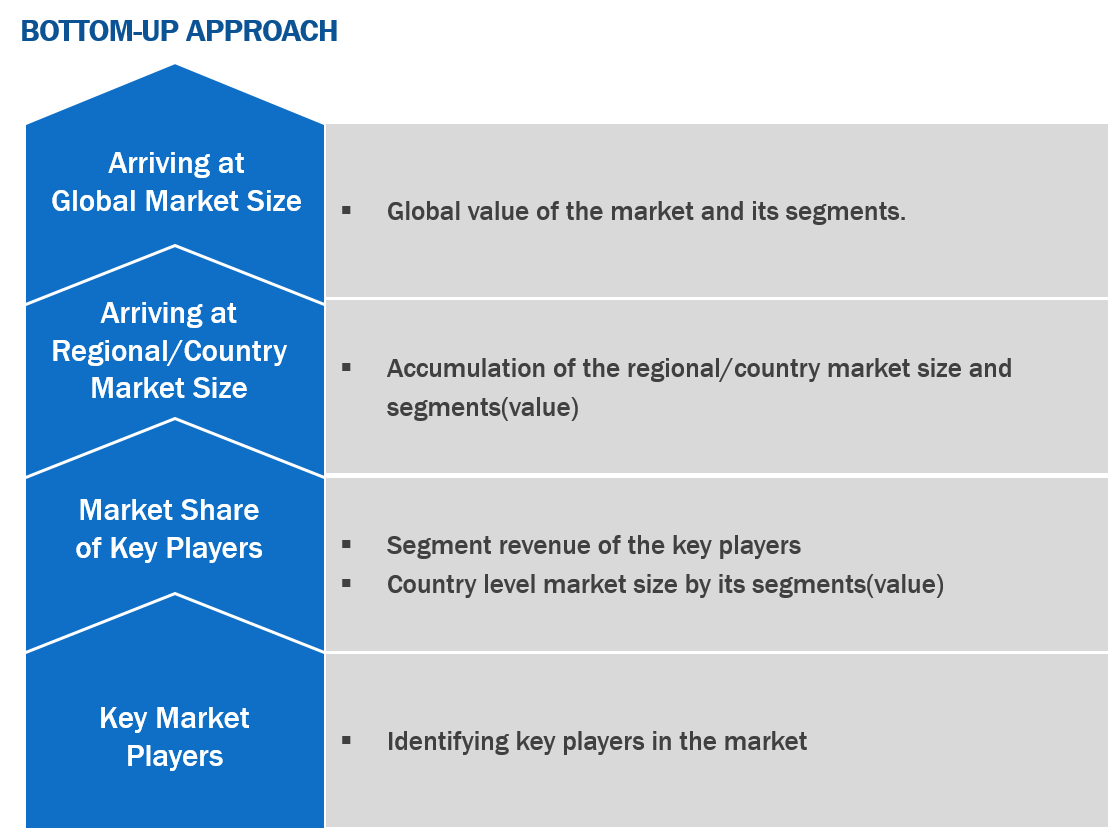 BOTTOM-UP APPROACH
Arriving at
Global Market Size
▪ Global value of the market and its segments.
Arriving at
Regional/Country
Market Size
▪ Accumulation of the regional/country market size and
segments(value)
Market Share
of Key Players
▪ Segment revenue of the key players
▪ Country level market size by its segments(value)
Key Market
Players
▪ Identifying key players in the market